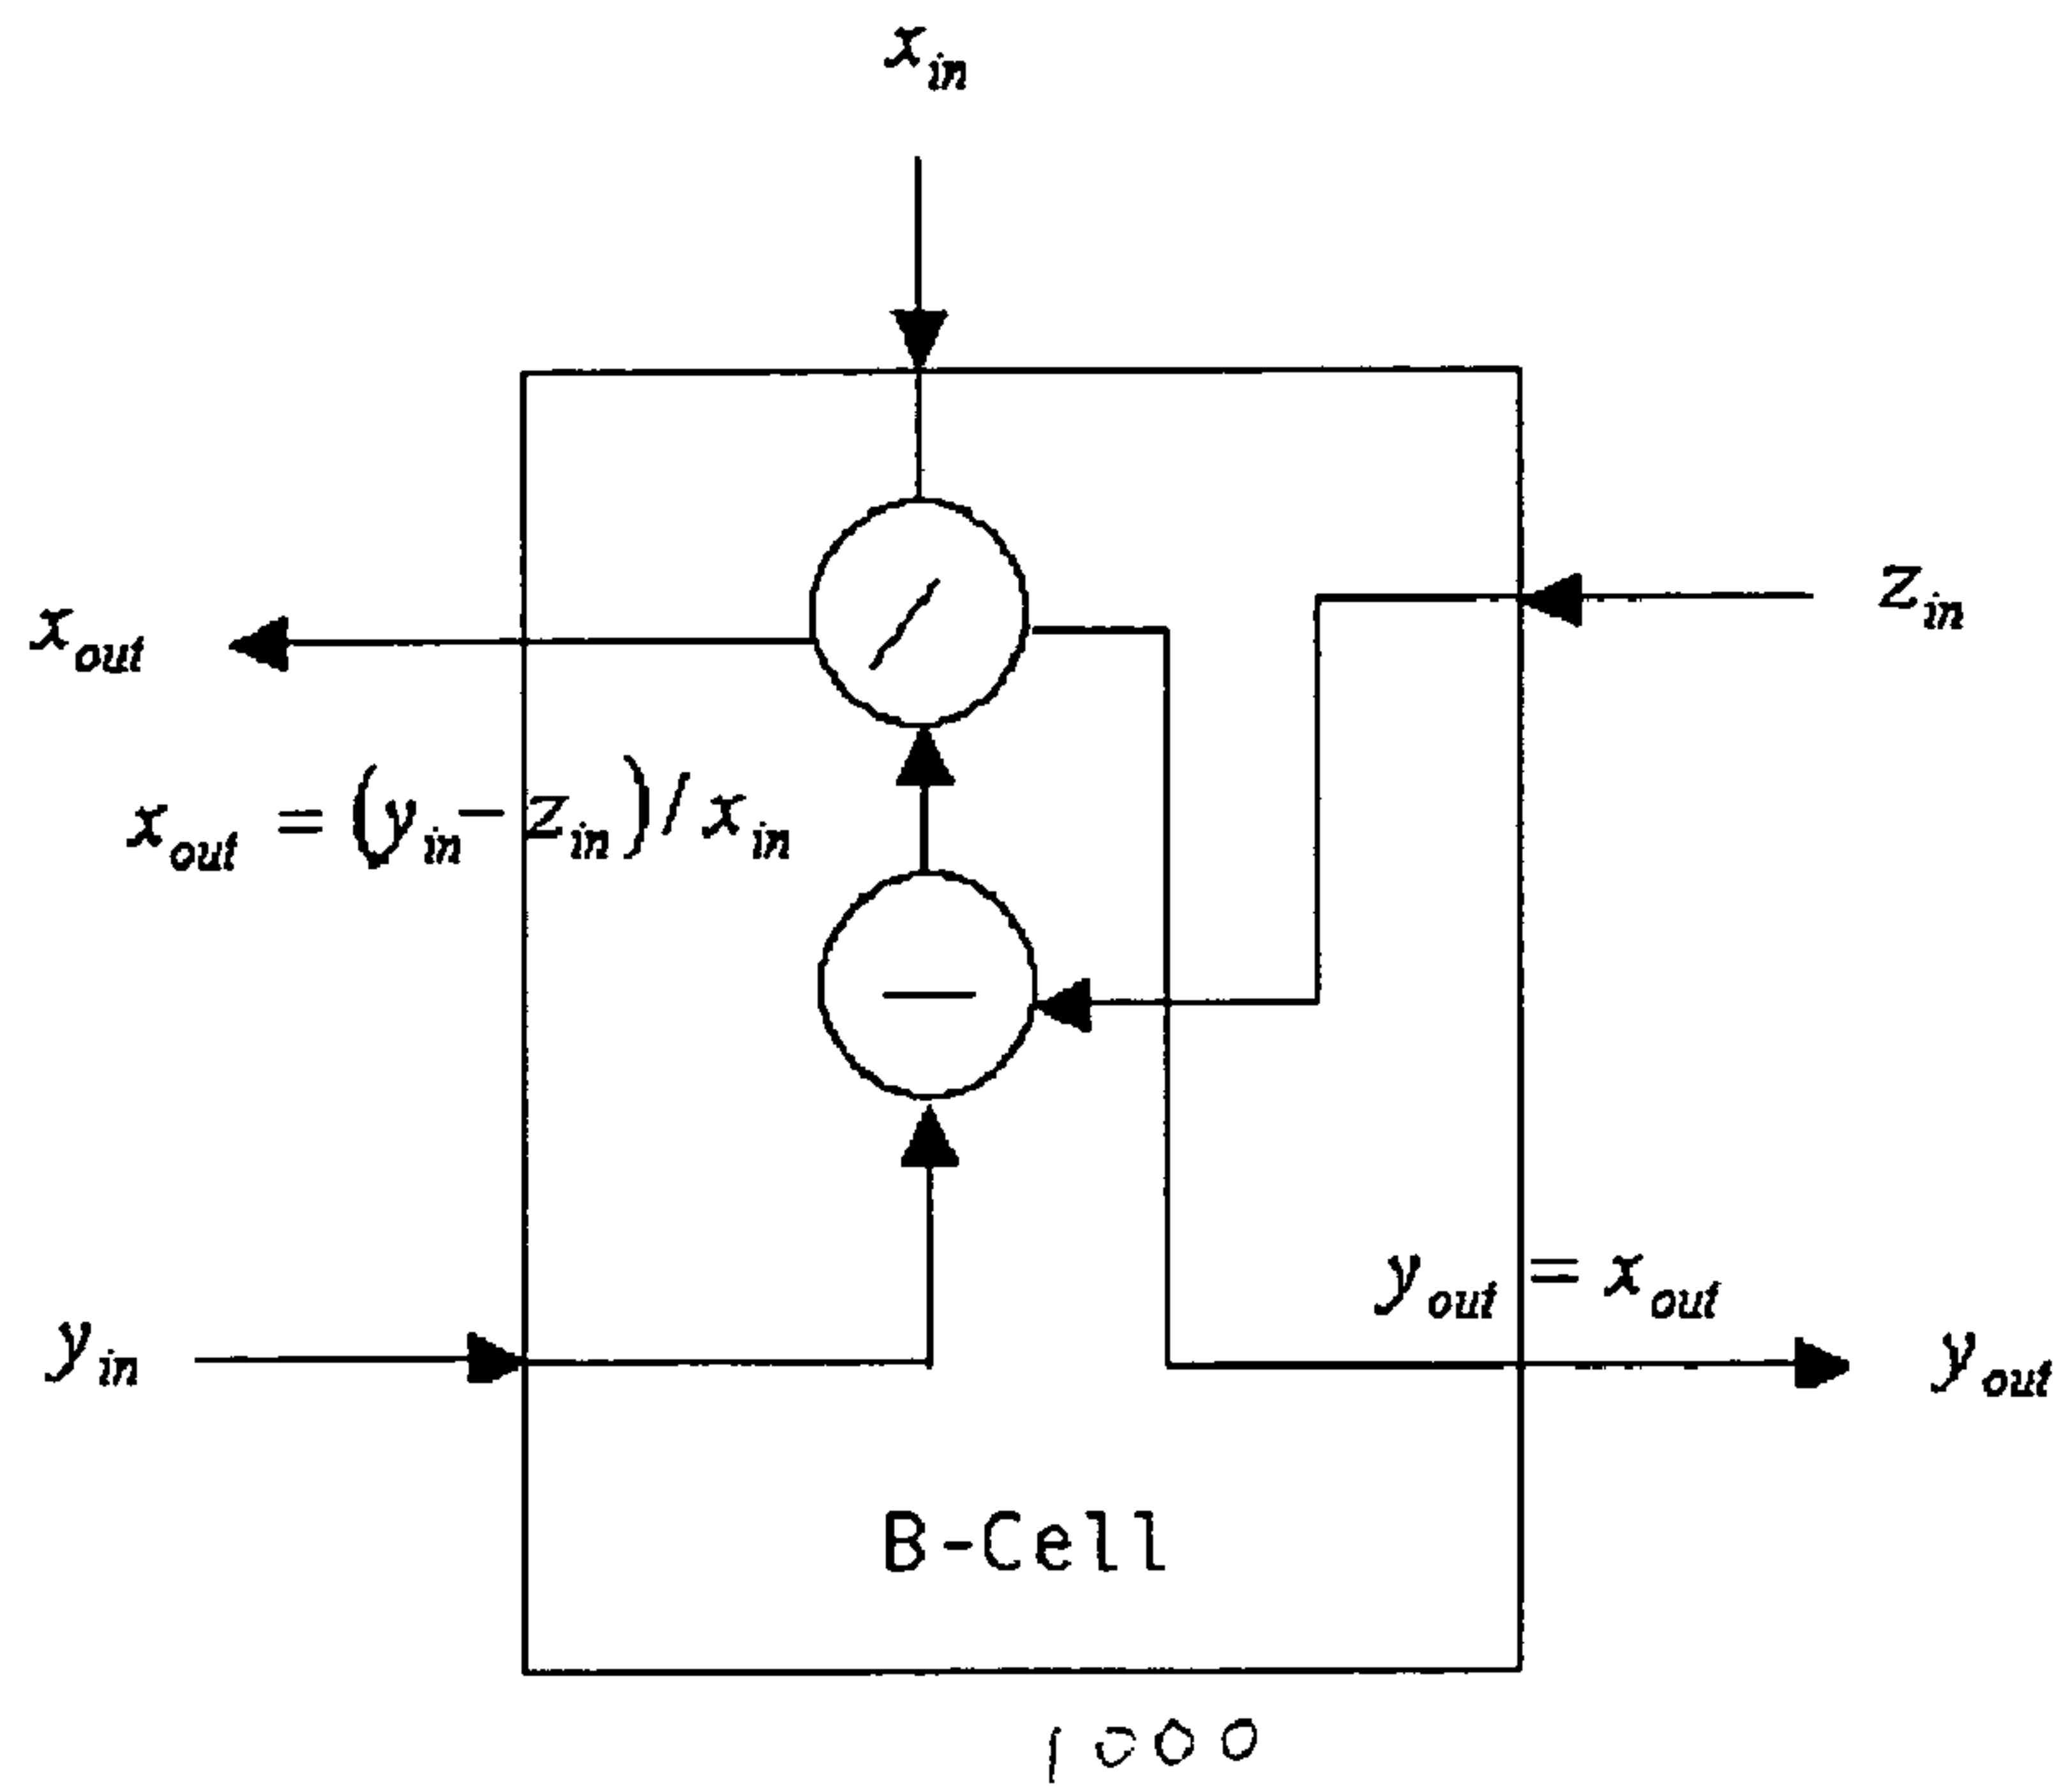 x_in
z_in
x_out
x_out = (y_in − z_in) / x_in
/
—
y_out = x_out
y_in
y_out
B-Cell
1000